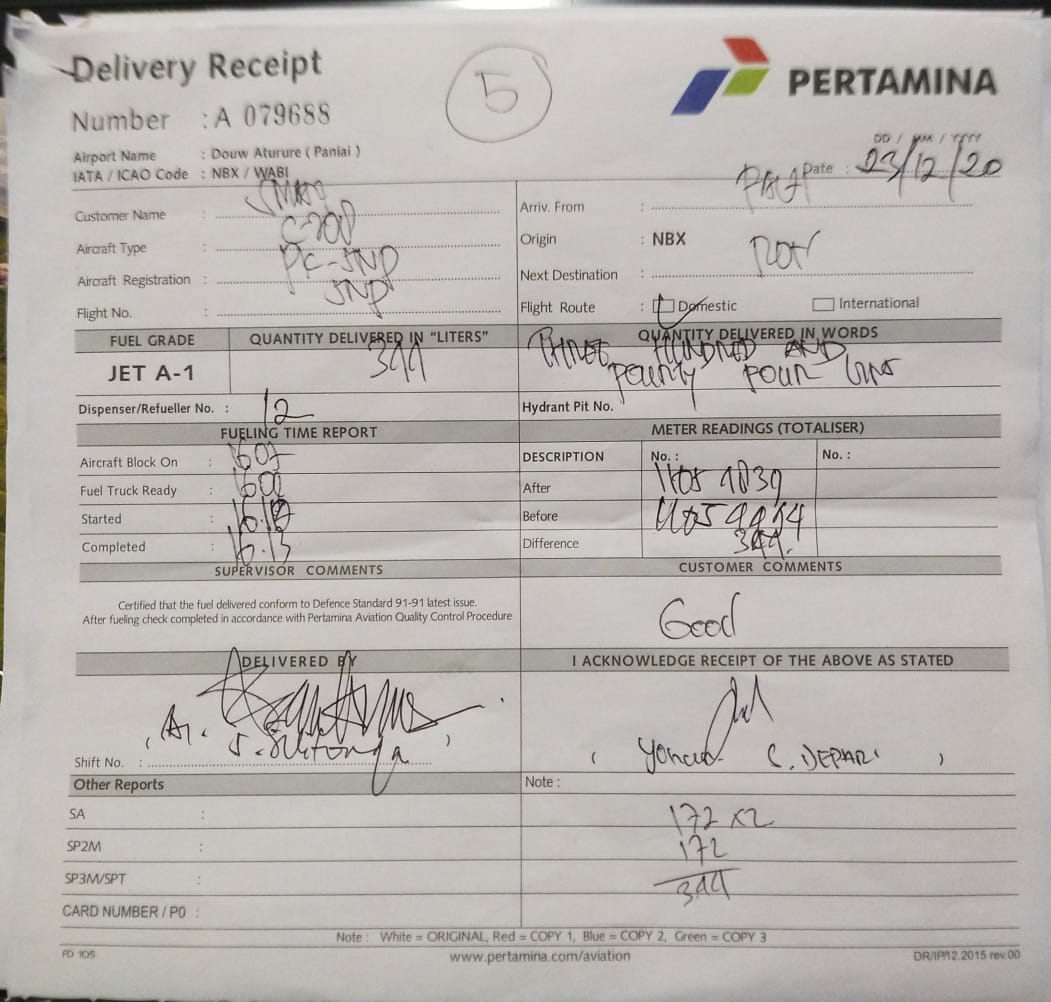 Delivery Receipt
5
PERTAMINA
Number : A 079688
DD / MM / YYYY
Airport Name : Douw Aturure ( Paniai )
Date : 23/12/20
IATA / ICAO Code : NBX / WABI
Customer Name : SMART
Arriv. From :
Aircraft Type : C-208
Origin : NBX
Aircraft Registration : PK-SNP
Next Destination :
Flight No. : SNP
Flight Route : Domestic International
FUEL GRADE QUANTITY DELIVERED IN "LITERS" QUANTITY DELIVERED IN WORDS
JET A-1 344 THREE HUNDRED AND
FOURTY FOUR
Dispenser/Refueller No. : 12 Hydrant Pit No.
FUELING TIME REPORT METER READINGS (TOTALISER)
Aircraft Block On : 1607 DESCRIPTION No. : No. :
Fuel Truck Ready : After
Started : Before
Completed : 16.13 Difference 344.
SUPERVISOR COMMENTS CUSTOMER COMMENTS
Certified that the fuel delivered conform to Defence Standard 91-91 latest issue.
After fueling check completed in accordance with Pertamina Aviation Quality Control Procedure
Good
DELIVERED BY I ACKNOWLEDGE RECEIPT OF THE ABOVE AS STATED
Shift No. : ( C. DEPARI )
Other Reports Note :
SA : 172 x2
SP2M : 172
SP3M/SPT : 344
CARD NUMBER / PO :
Note : White = ORIGINAL, Red = COPY 1, Blue = COPY 2, Green = COPY 3
FD 105 www.pertamina.com/aviation DR/IP/12.2015 rev.00